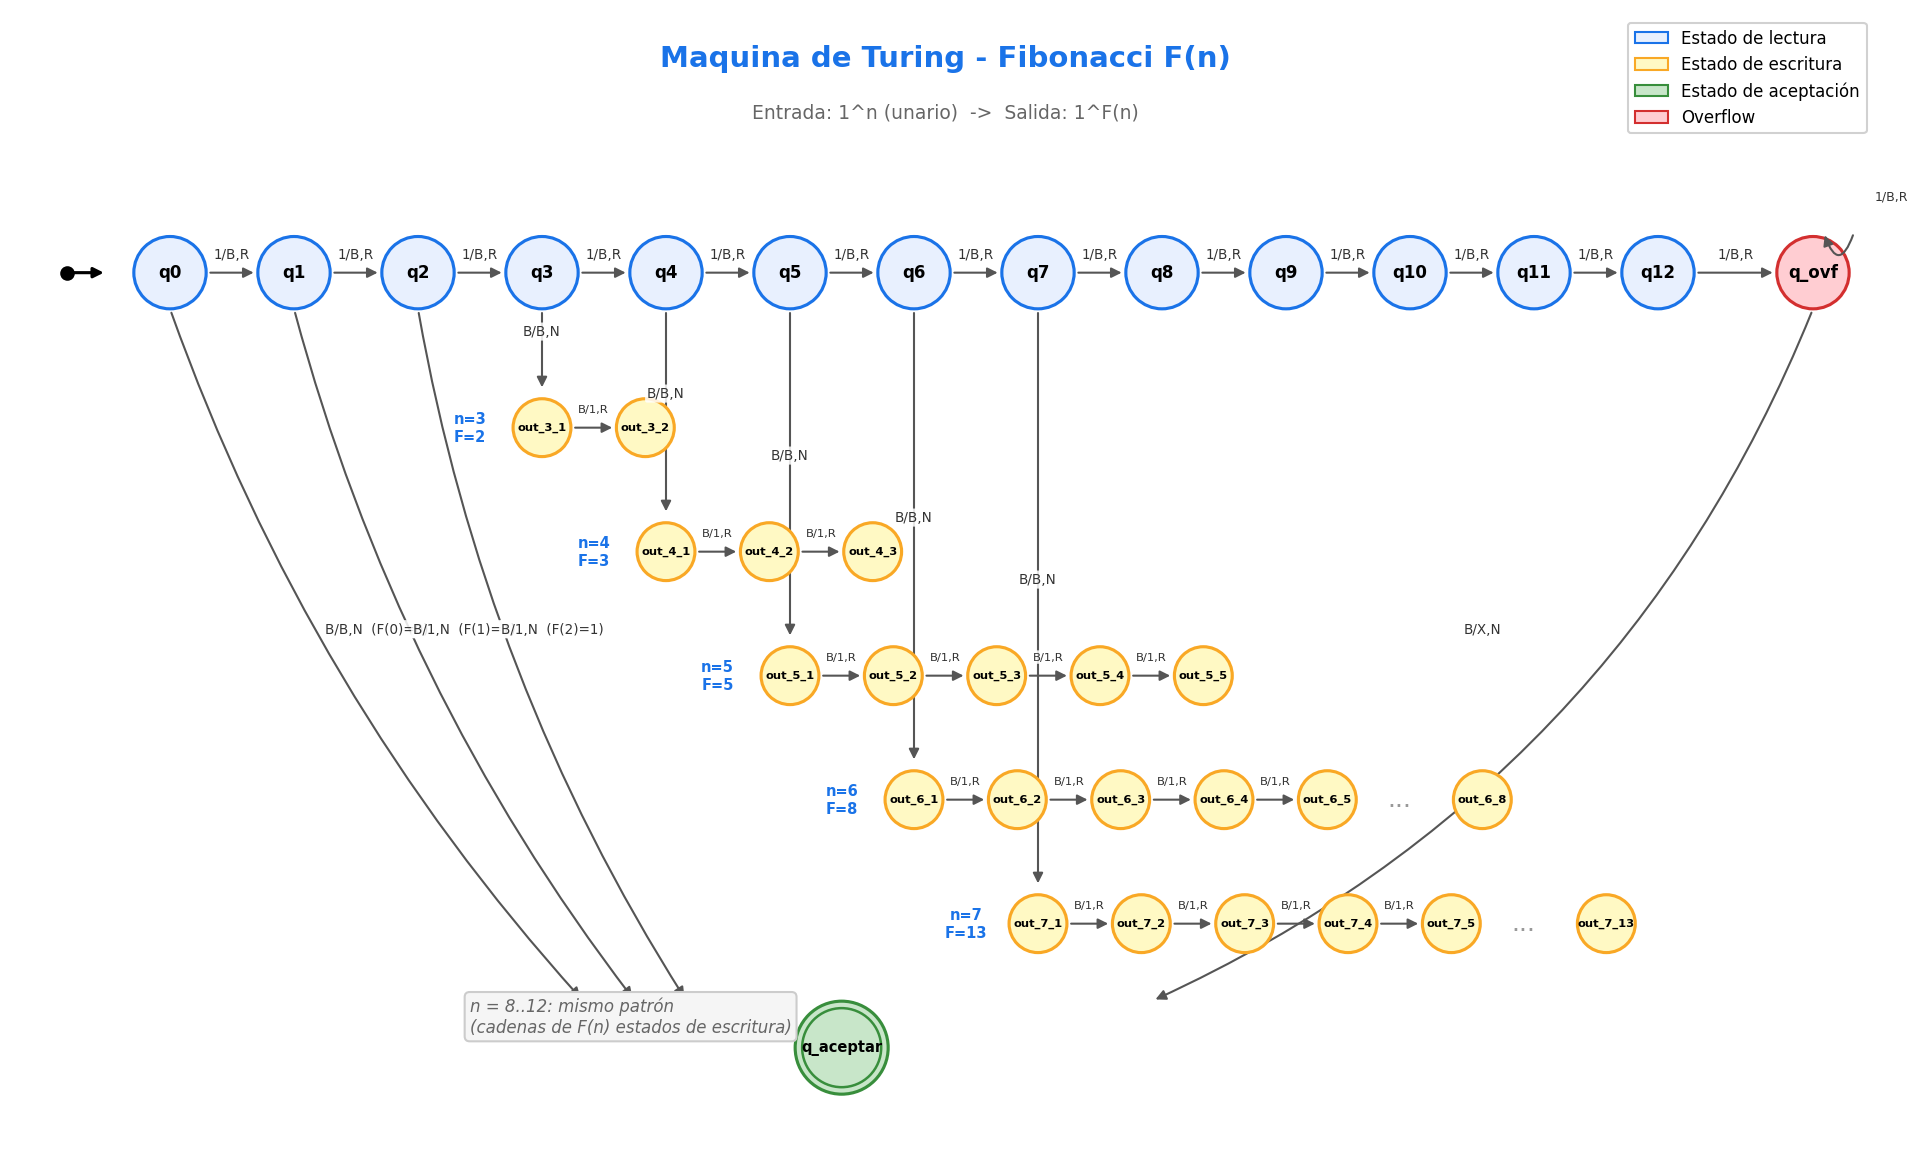 Maquina de Turing - Fibonacci F(n)
Entrada: 1^n (unario) -> Salida: 1^F(n)
Estado de lectura
Estado de escritura
Estado de aceptación
Overflow
1/B,R
1/B,R 1/B,R 1/B,R 1/B,R 1/B,R 1/B,R 1/B,R 1/B,R 1/B,R 1/B,R 1/B,R 1/B,R 1/B,R
q0 q1 q2 q3 q4 q5 q6 q7 q8 q9 q10 q11 q12 q_ovf
B/B,N
B/B,N
n=3
F=2
B/1,R
out_3_1 out_3_2
B/B,N
B/B,N
n=4
F=3
B/1,R B/1,R
out_4_1 out_4_2 out_4_3
B/B,N
B/B,N (F(0)=B/1,N (F(1)=B/1,N (F(2)=1)
B/X,N
n=5
F=5
B/1,R B/1,R B/1,R B/1,R
out_5_1 out_5_2 out_5_3 out_5_4 out_5_5
n=6
F=8
B/1,R B/1,R B/1,R B/1,R
out_6_1 out_6_2 out_6_3 out_6_4 out_6_5 ... out_6_8
n=7
F=13
B/1,R B/1,R B/1,R B/1,R
out_7_1 out_7_2 out_7_3 out_7_4 out_7_5 ... out_7_13
n = 8..12: mismo patrón
(cadenas de F(n) estados de escritura)
q_aceptar